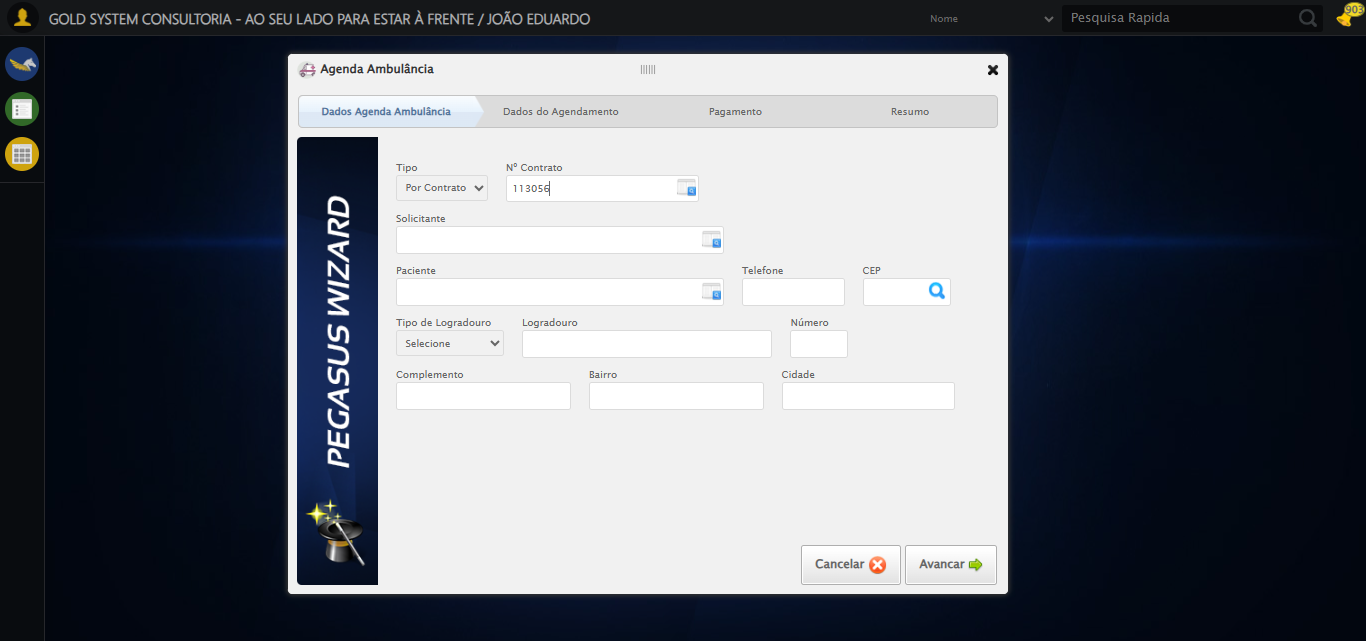 GOLD SYSTEM CONSULTORIA - AO SEU LADO PARA ESTAR À FRENTE / JOÃO EDUARDO
Nome
Pesquisa Rapida
903
Agenda Ambulância
Dados Agenda Ambulância
Dados do Agendamento
Pagamento
Resumo
PEGASUS WIZARD
Tipo
Nº Contrato
Por Contrato
113056
Solicitante
Paciente
Telefone
CEP
Tipo de Logradouro
Logradouro
Número
Selecione
Complemento
Bairro
Cidade
Cancelar
Avancar